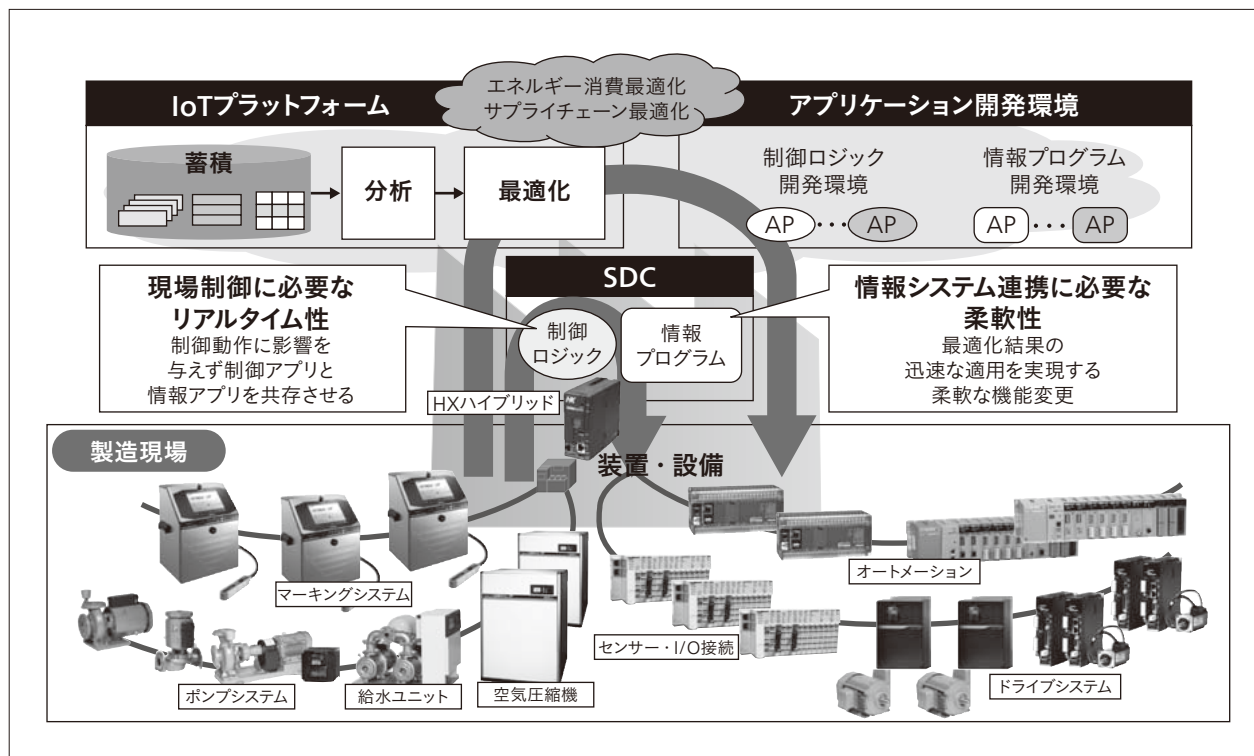 エネルギー消費最適化
サプライチェーン最適化
IoTプラットフォーム
アプリケーション開発環境
蓄積
分析
最適化
制御ロジック
開発環境
AP・・・AP
情報プログラム
開発環境
AP・・・AP
現場制御に必要な
リアルタイム性
制御動作に影響を
与えず制御アプリと
情報アプリを共存させる
SDC
制御
ロジック
情報
プログラム
HXハイブリッド
情報システム連携に必要な
柔軟性
最適化結果の
迅速な適用を実現する
柔軟な機能変更
製造現場
装置・設備
マーキングシステム
オートメーション
センサー・I/O接続
ポンプシステム
給水ユニット
空気圧縮機
ドライブシステム